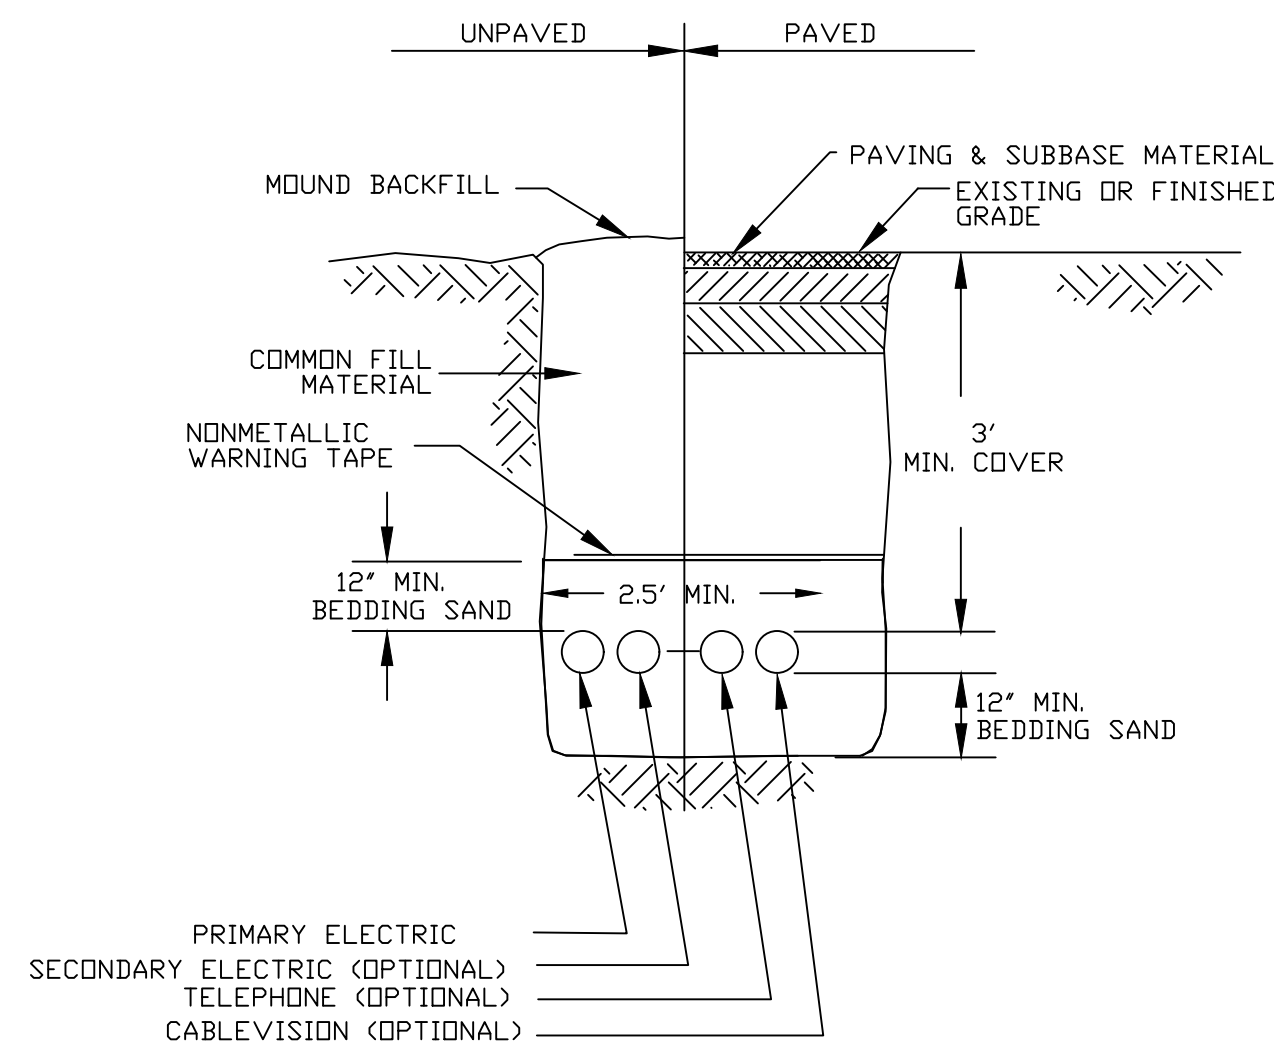 UNPAVED
PAVED
PAVING & SUBBASE MATERIAL
EXISTING OR FINISHED
GRADE
MOUND BACKFILL
COMMON FILL
MATERIAL
NONMETALLIC
WARNING TAPE
3'
MIN. COVER
12" MIN.
BEDDING SAND
2.5' MIN.
12" MIN.
BEDDING SAND
PRIMARY ELECTRIC
SECONDARY ELECTRIC (OPTIONAL)
TELEPHONE (OPTIONAL)
CABLEVISION (OPTIONAL)